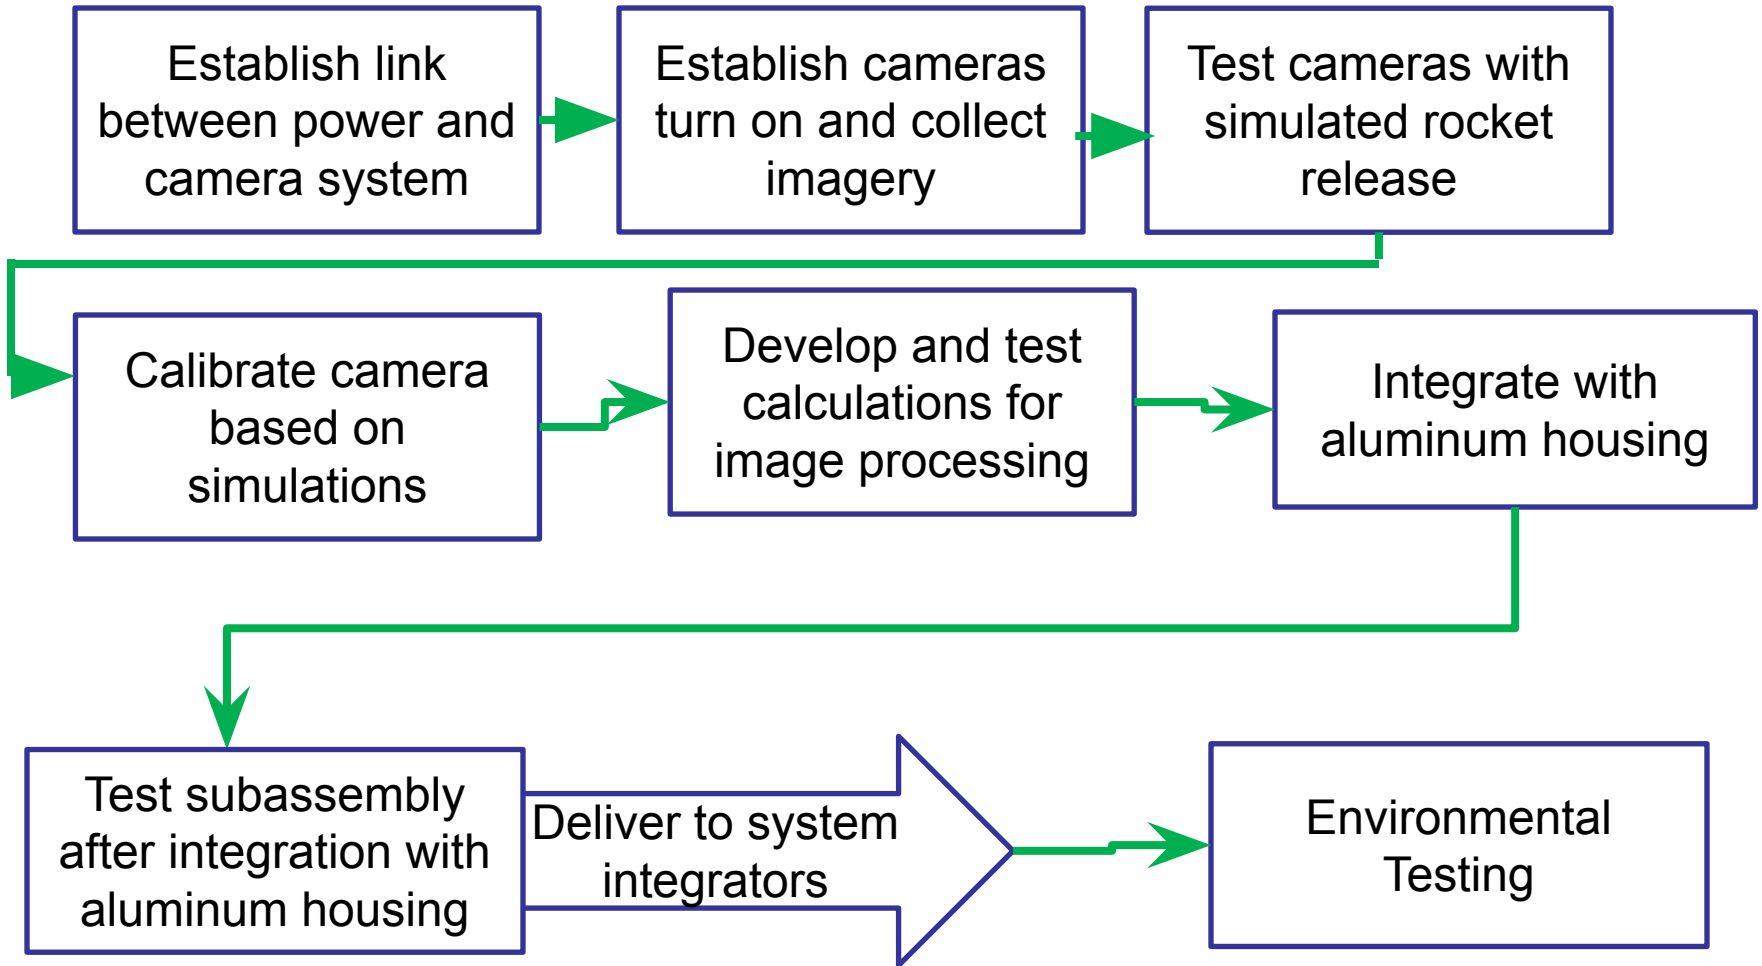 Establish link
between power and
camera system
Establish cameras
turn on and collect
imagery
Test cameras with
simulated rocket
release
Calibrate camera
based on
simulations
Develop and test
calculations for
image processing
Integrate with
aluminum housing
Test subassembly
after integration with
aluminum housing
Deliver to system
integrators
Environmental
Testing